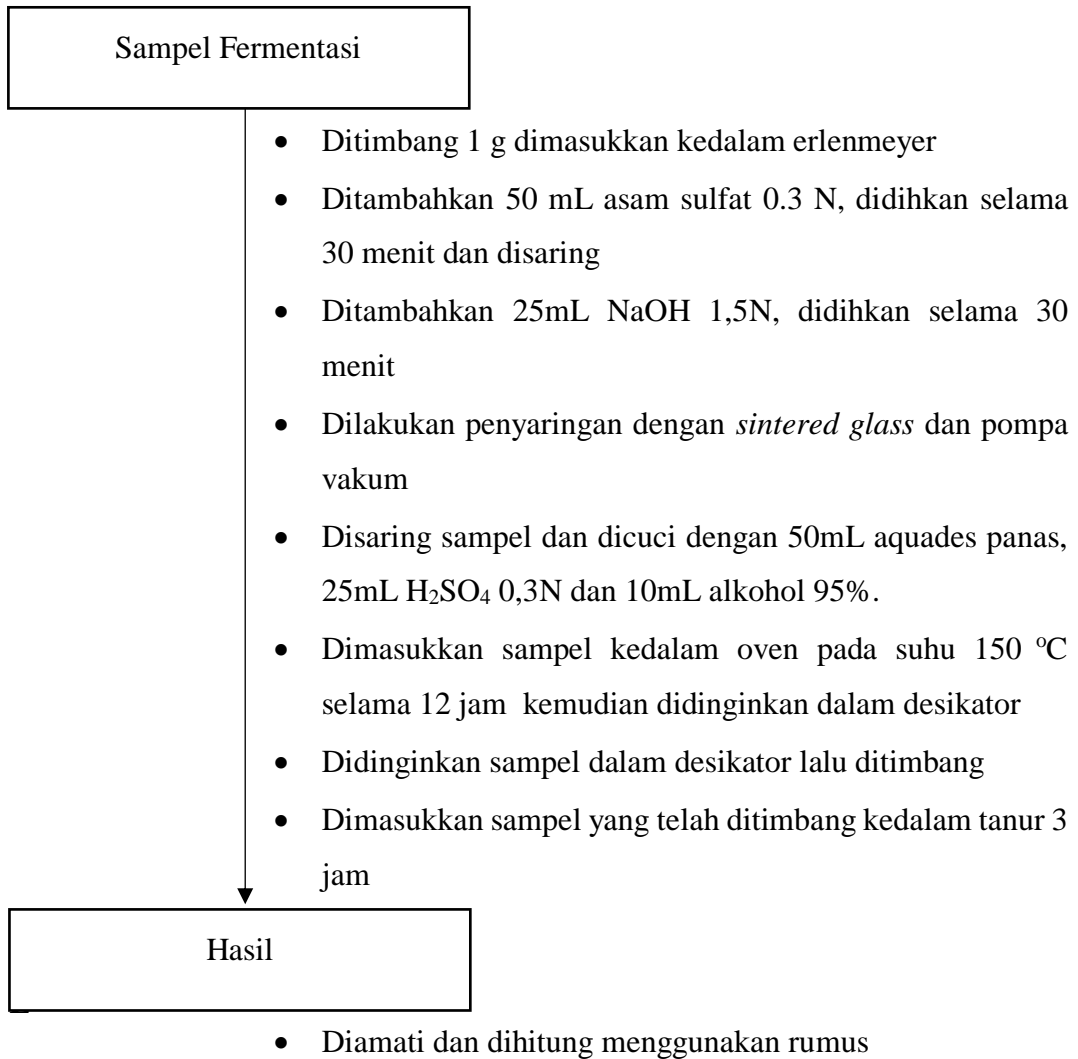 Sampel Fermentasi
• Ditimbang 1 g dimasukkan kedalam erlenmeyer
• Ditambahkan 50 mL asam sulfat 0.3 N, didihkan selama
30 menit dan disaring
• Ditambahkan 25mL NaOH 1,5N, didihkan selama 30
menit
• Dilakukan penyaringan dengan sintered glass dan pompa
vakum
• Disaring sampel dan dicuci dengan 50mL aquades panas,
25mL H₂SO₄ 0,3N dan 10mL alkohol 95%.
• Dimasukkan sampel kedalam oven pada suhu 150 ºC
selama 12 jam kemudian didinginkan dalam desikator
• Didinginkan sampel dalam desikator lalu ditimbang
• Dimasukkan sampel yang telah ditimbang kedalam tanur 3
jam
Hasil
• Diamati dan dihitung menggunakan rumus